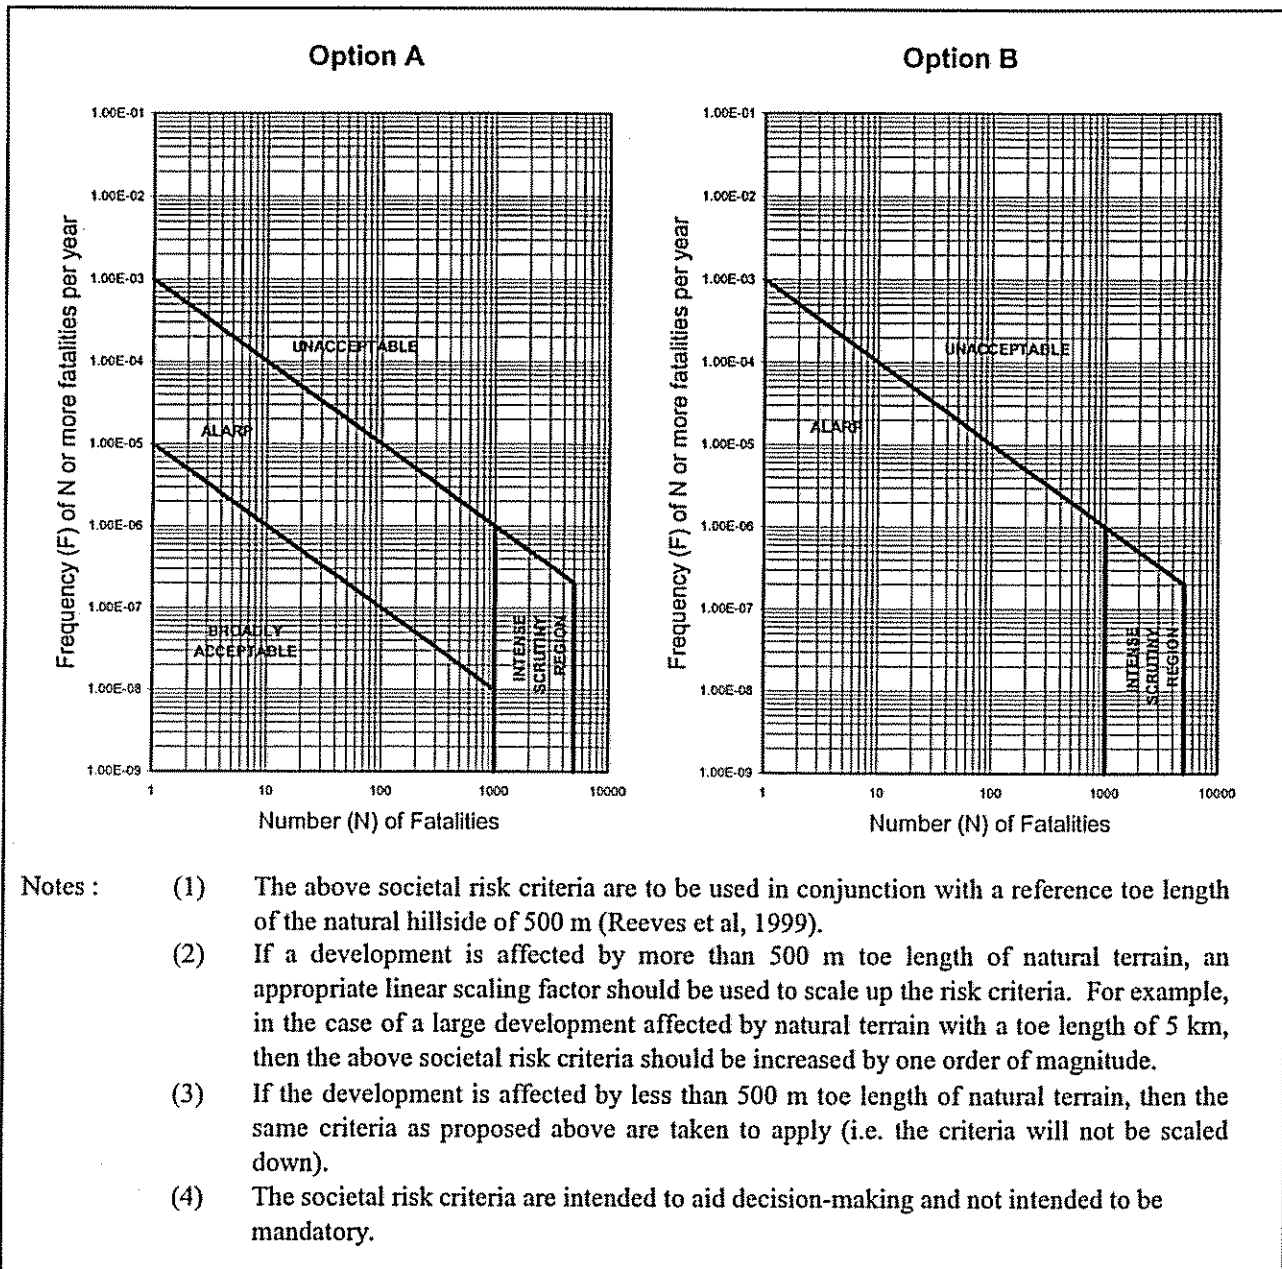 Option A
1.00E-01
1.00E-02
1.00E-03
1.00E-04
1.00E-05
1.00E-06
1.00E-07
1.00E-08
1.00E-09
Frequency (F) of N or more fatalities per year
UNACCEPTABLE
ALARP
BROADLY
ACCEPTABLE
INTENSE
SCRUTINY
REGION
1 10 100 1000 10000
Number (N) of Fatalities
Option B
1.00E-01
1.00E-02
1.00E-03
1.00E-04
1.00E-05
1.00E-06
1.00E-07
1.00E-08
1.00E-09
Frequency (F) of N or more fatalities per year
UNACCEPTABLE
ALARP
INTENSE
SCRUTINY
REGION
1 10 100 1000 10000
Number (N) of Fatalities
Notes : (1) The above societal risk criteria are to be used in conjunction with a reference toe length
of the natural hillside of 500 m (Reeves et al, 1999).
(2) If a development is affected by more than 500 m toe length of natural terrain, an
appropriate linear scaling factor should be used to scale up the risk criteria. For example,
in the case of a large development affected by natural terrain with a toe length of 5 km,
then the above societal risk criteria should be increased by one order of magnitude.
(3) If the development is affected by less than 500 m toe length of natural terrain, then the
same criteria as proposed above are taken to apply (i.e. the criteria will not be scaled
down).
(4) The societal risk criteria are intended to aid decision-making and not intended to be
mandatory.